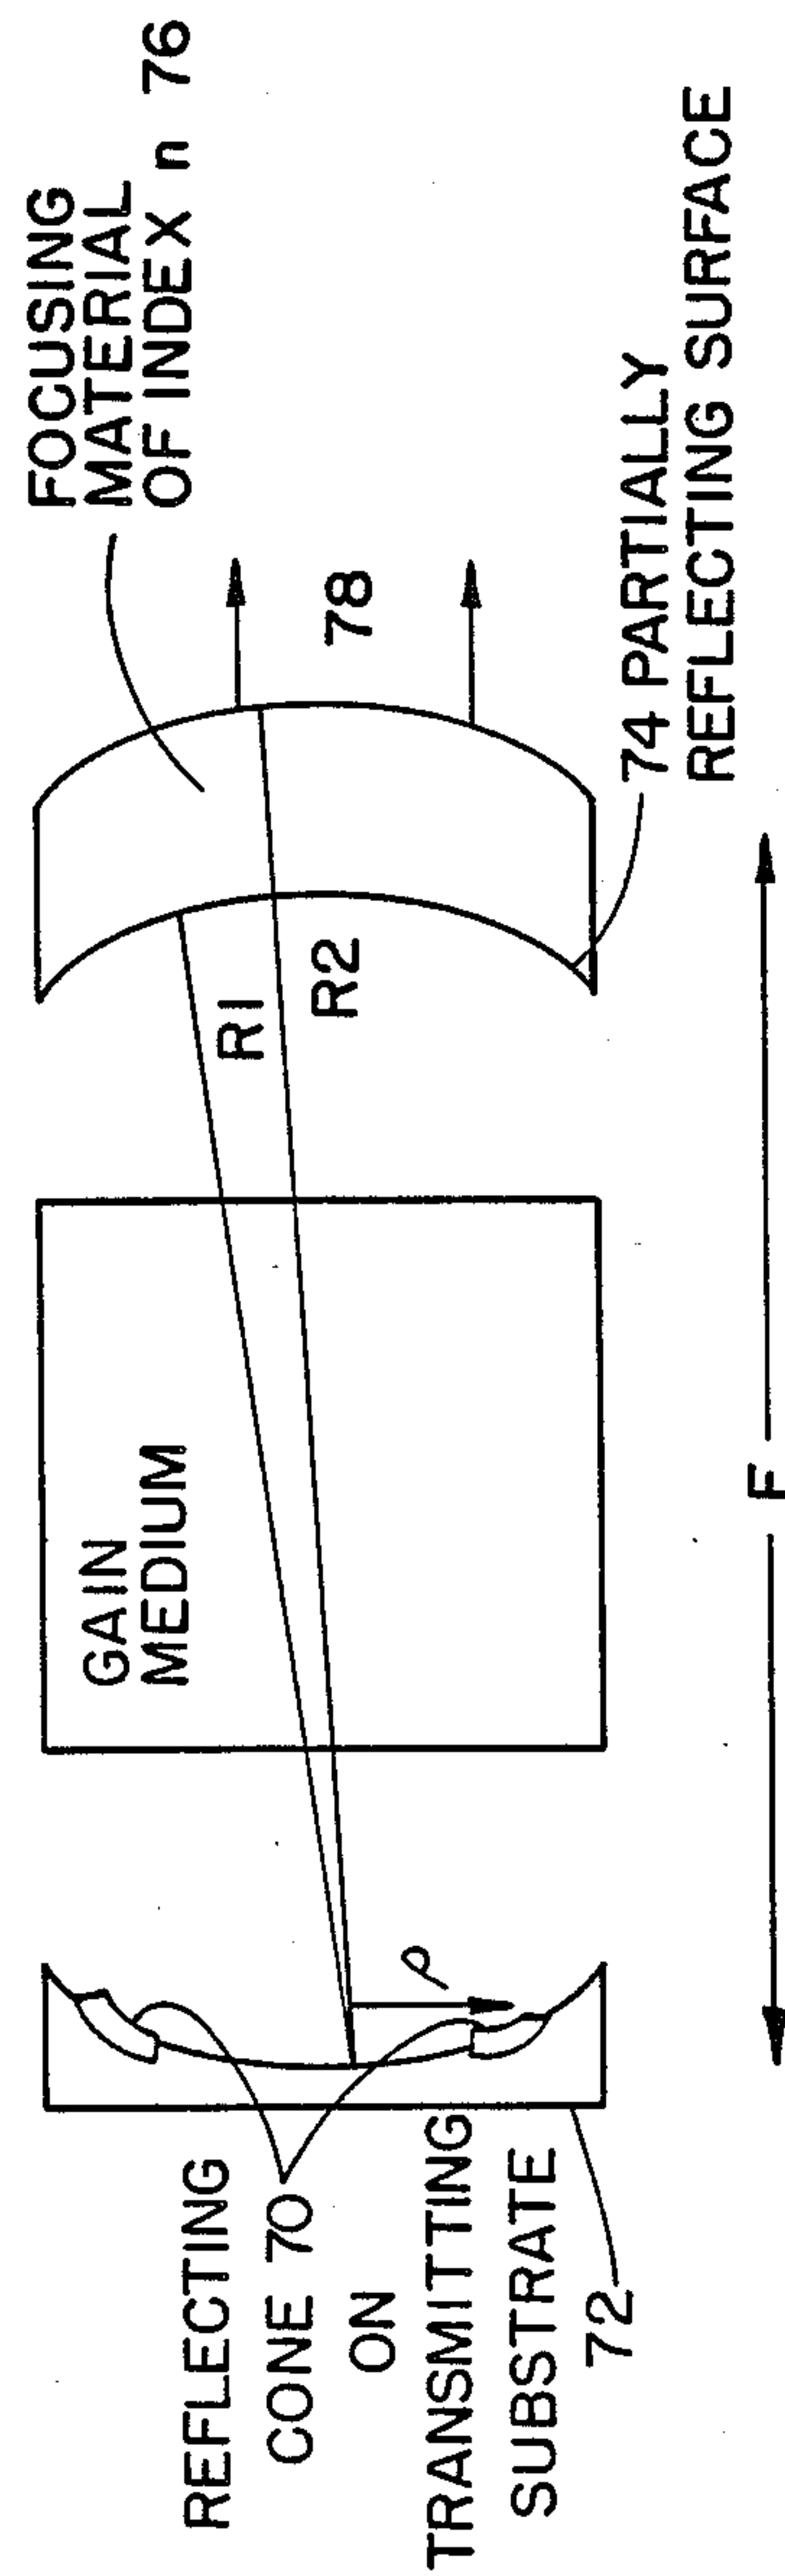 REFLECTING
CONE 70
ON
TRANSMITTING
SUBSTRATE
72
ρ
GAIN
MEDIUM
R1
R2
FOCUSING
MATERIAL
OF INDEX n 76
78
74 PARTIALLY
REFLECTING SURFACE
F